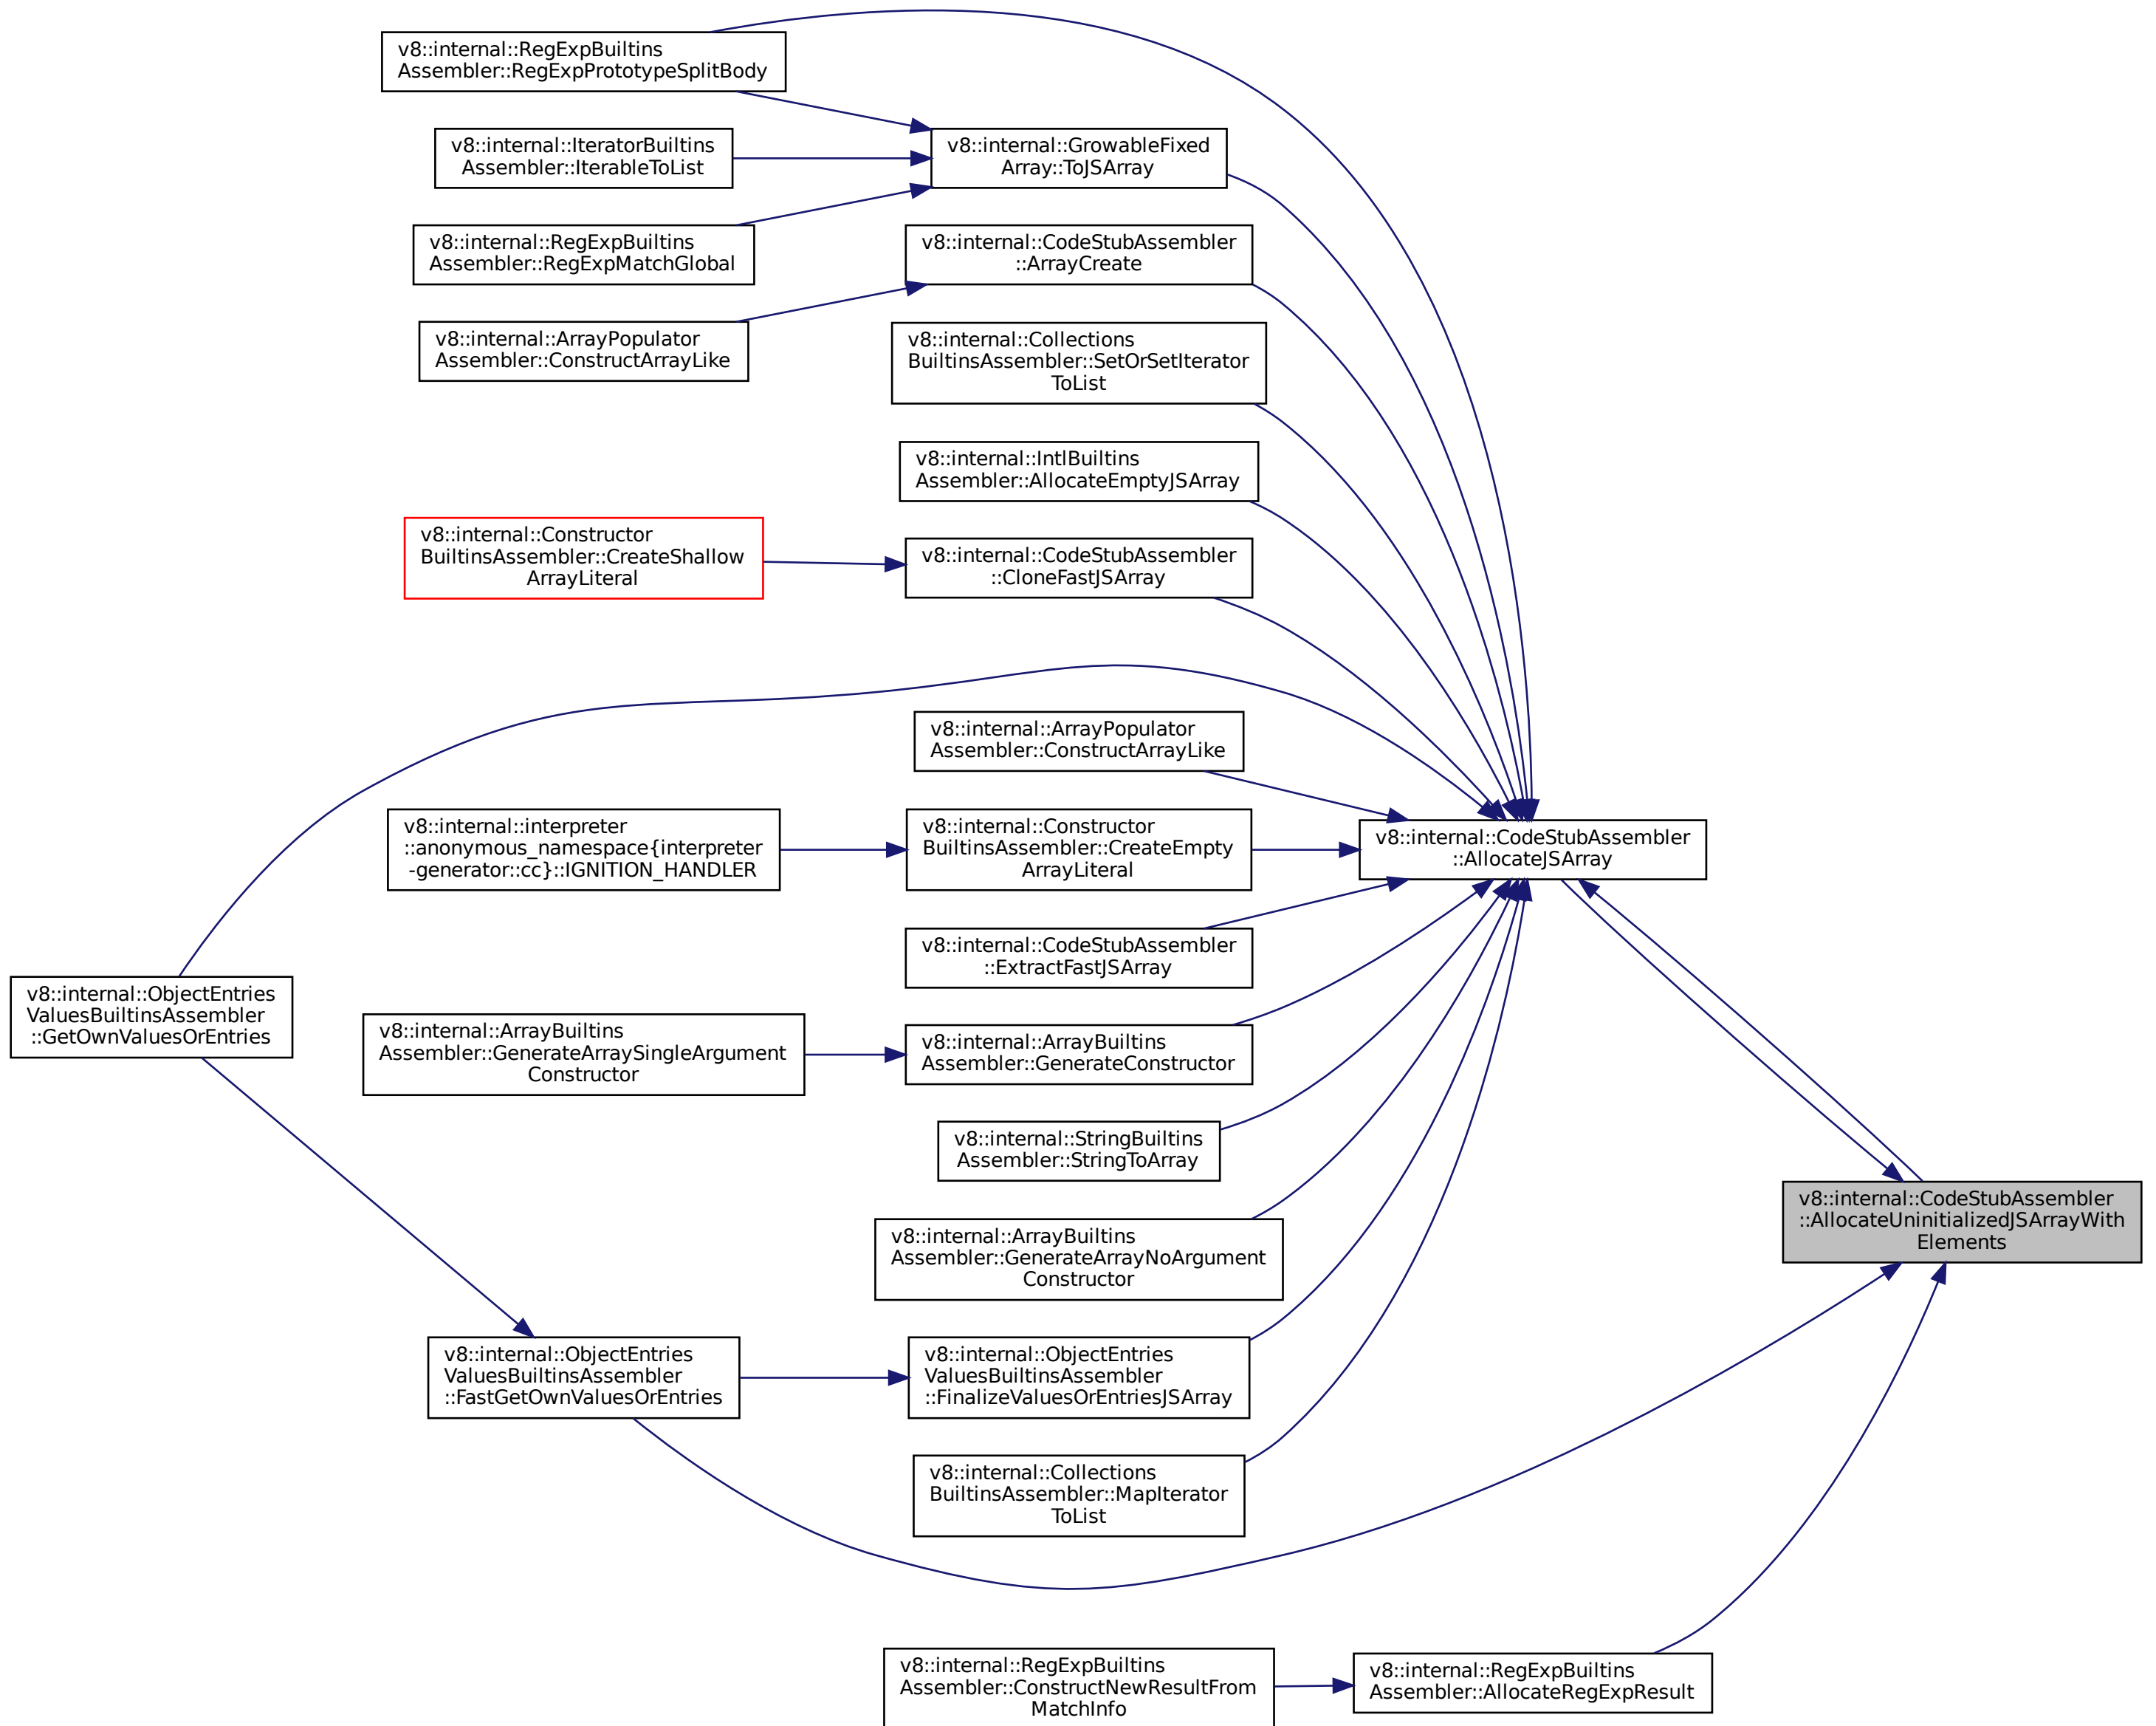 v8::internal::RegExpBuiltins
Assembler::RegExpPrototypeSplitBody
v8::internal::IteratorBuiltins
Assembler::IterableToList
v8::internal::GrowableFixed
Array::ToJSArray
v8::internal::RegExpBuiltins
Assembler::RegExpMatchGlobal
v8::internal::CodeStubAssembler
::ArrayCreate
v8::internal::ArrayPopulator
Assembler::ConstructArrayLike
v8::internal::Collections
BuiltinsAssembler::SetOrSetIterator
ToList
v8::internal::IntlBuiltins
Assembler::AllocateEmptyJSArray
v8::internal::Constructor
BuiltinsAssembler::CreateShallow
ArrayLiteral
v8::internal::CodeStubAssembler
::CloneFastJSArray
v8::internal::ArrayPopulator
Assembler::ConstructArrayLike
v8::internal::interpreter
::anonymous_namespace{interpreter
-generator::cc}::IGNITION_HANDLER
v8::internal::Constructor
BuiltinsAssembler::CreateEmpty
ArrayLiteral
v8::internal::CodeStubAssembler
::AllocateJSArray
v8::internal::CodeStubAssembler
::ExtractFastJSArray
v8::internal::ObjectEntries
ValuesBuiltinsAssembler
::GetOwnValuesOrEntries
v8::internal::ArrayBuiltins
Assembler::GenerateArraySingleArgument
Constructor
v8::internal::ArrayBuiltins
Assembler::GenerateConstructor
v8::internal::StringBuiltins
Assembler::StringToArray
v8::internal::CodeStubAssembler
::AllocateUninitializedJSArrayWith
Elements
v8::internal::ArrayBuiltins
Assembler::GenerateArrayNoArgument
Constructor
v8::internal::ObjectEntries
ValuesBuiltinsAssembler
::FastGetOwnValuesOrEntries
v8::internal::ObjectEntries
ValuesBuiltinsAssembler
::FinalizeValuesOrEntriesJSArray
v8::internal::Collections
BuiltinsAssembler::MapIterator
ToList
v8::internal::RegExpBuiltins
Assembler::ConstructNewResultFrom
MatchInfo
v8::internal::RegExpBuiltins
Assembler::AllocateRegExpResult